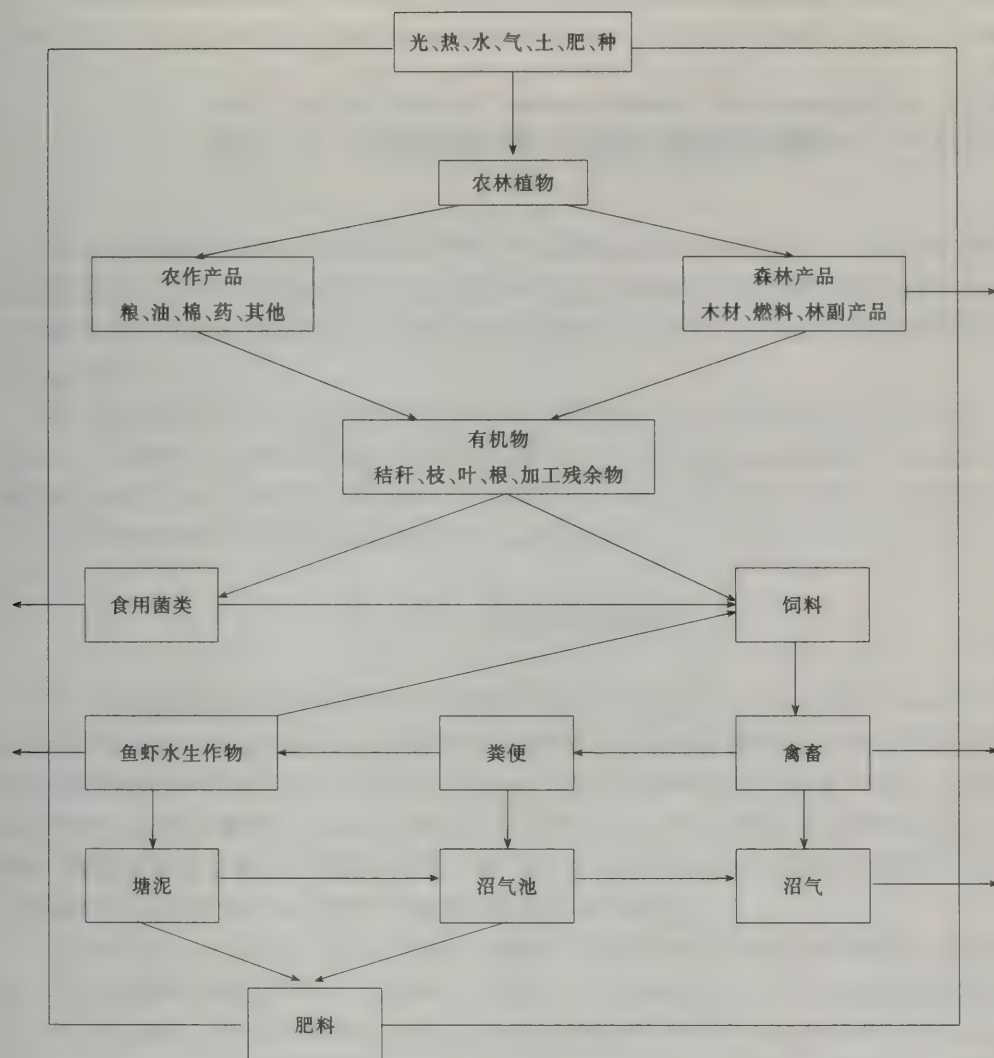 光、热、水、气、土、肥、种
农林植物
农作产品
粮、油、棉、药、其他
森林产品
木材、燃料、林副产品
有机物
秸秆、枝、叶、根、加工残余物
食用菌类
饲料
鱼虾水生作物
粪便
禽畜
塘泥
沼气池
沼气
肥料